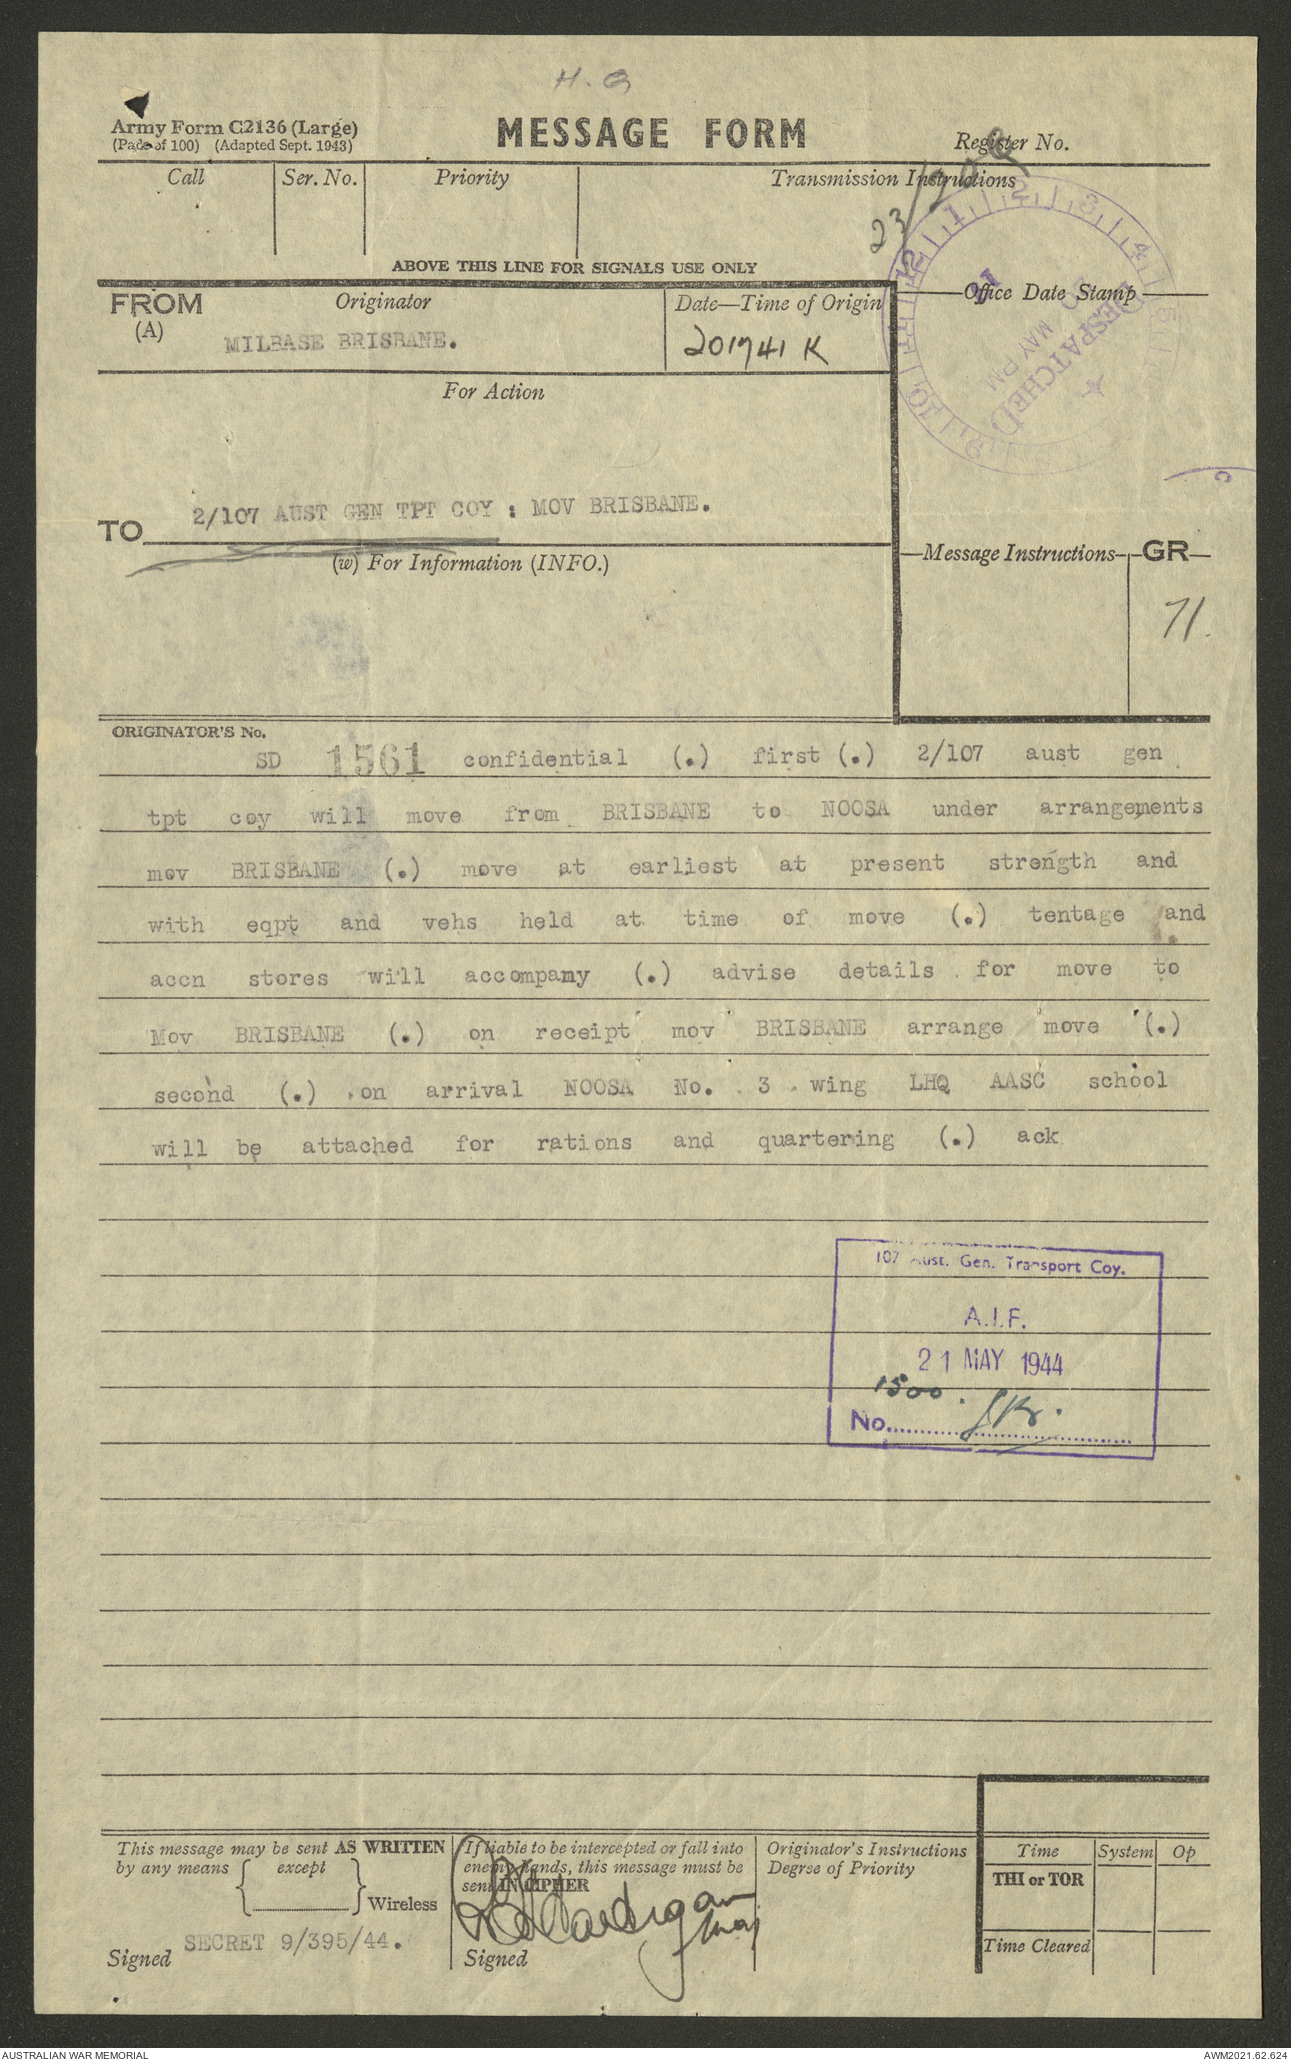 H. Q
Army Form C2136 (Large)
(Pads of 100) (Adapted Sept. 1943)
MESSAGE FORM
Register No.
Call
Ser. No.
Priority
Transmission Instructions
23/
ABOVE THIS LINE FOR SIGNALS USE ONLY
FROM
(A)
Originator
MILBASE BRISBANE.
Date—Time of Origin
201741 K
Office Date Stamp
DESPATCHED
MAY PM
For Action
TO
2/107 AUST GEN TPT COY : MOV BRISBANE.
(w) For Information (INFO.)
Message Instructions
GR
71.
ORIGINATOR'S No.
SD 1561 confidential (.) first (.) 2/107 aust gen
tpt coy will move from BRISBANE to NOOSA under arrangements
mov BRISBANE (.) move at earliest at present strength and
with eqpt and vehs held at time of move (.) tentage and
accn stores will accompany (.) advise details for move to
Mov BRISBANE (.) on receipt mov BRISBANE arrange move (.)
second (.) on arrival NOOSA No. 3 wing LHQ AASC school
will be attached for rations and quartering (.) ack
107 Aust. Gen. Transport Coy.
A.I.F.
21 MAY 1944
1500.
No.
This message may be sent AS WRITTEN
by any means { except } Wireless
SECRET 9/395/44.
Signed
If liable to be intercepted or fall into
enemy hands, this message must be
sent IN CIPHER
Maj
Signed
Originator's Instructions
Degree of Priority
Time
System
Op
THI or TOR
Time Cleared
AUSTRALIAN WAR MEMORIAL
AWM2021.62.624